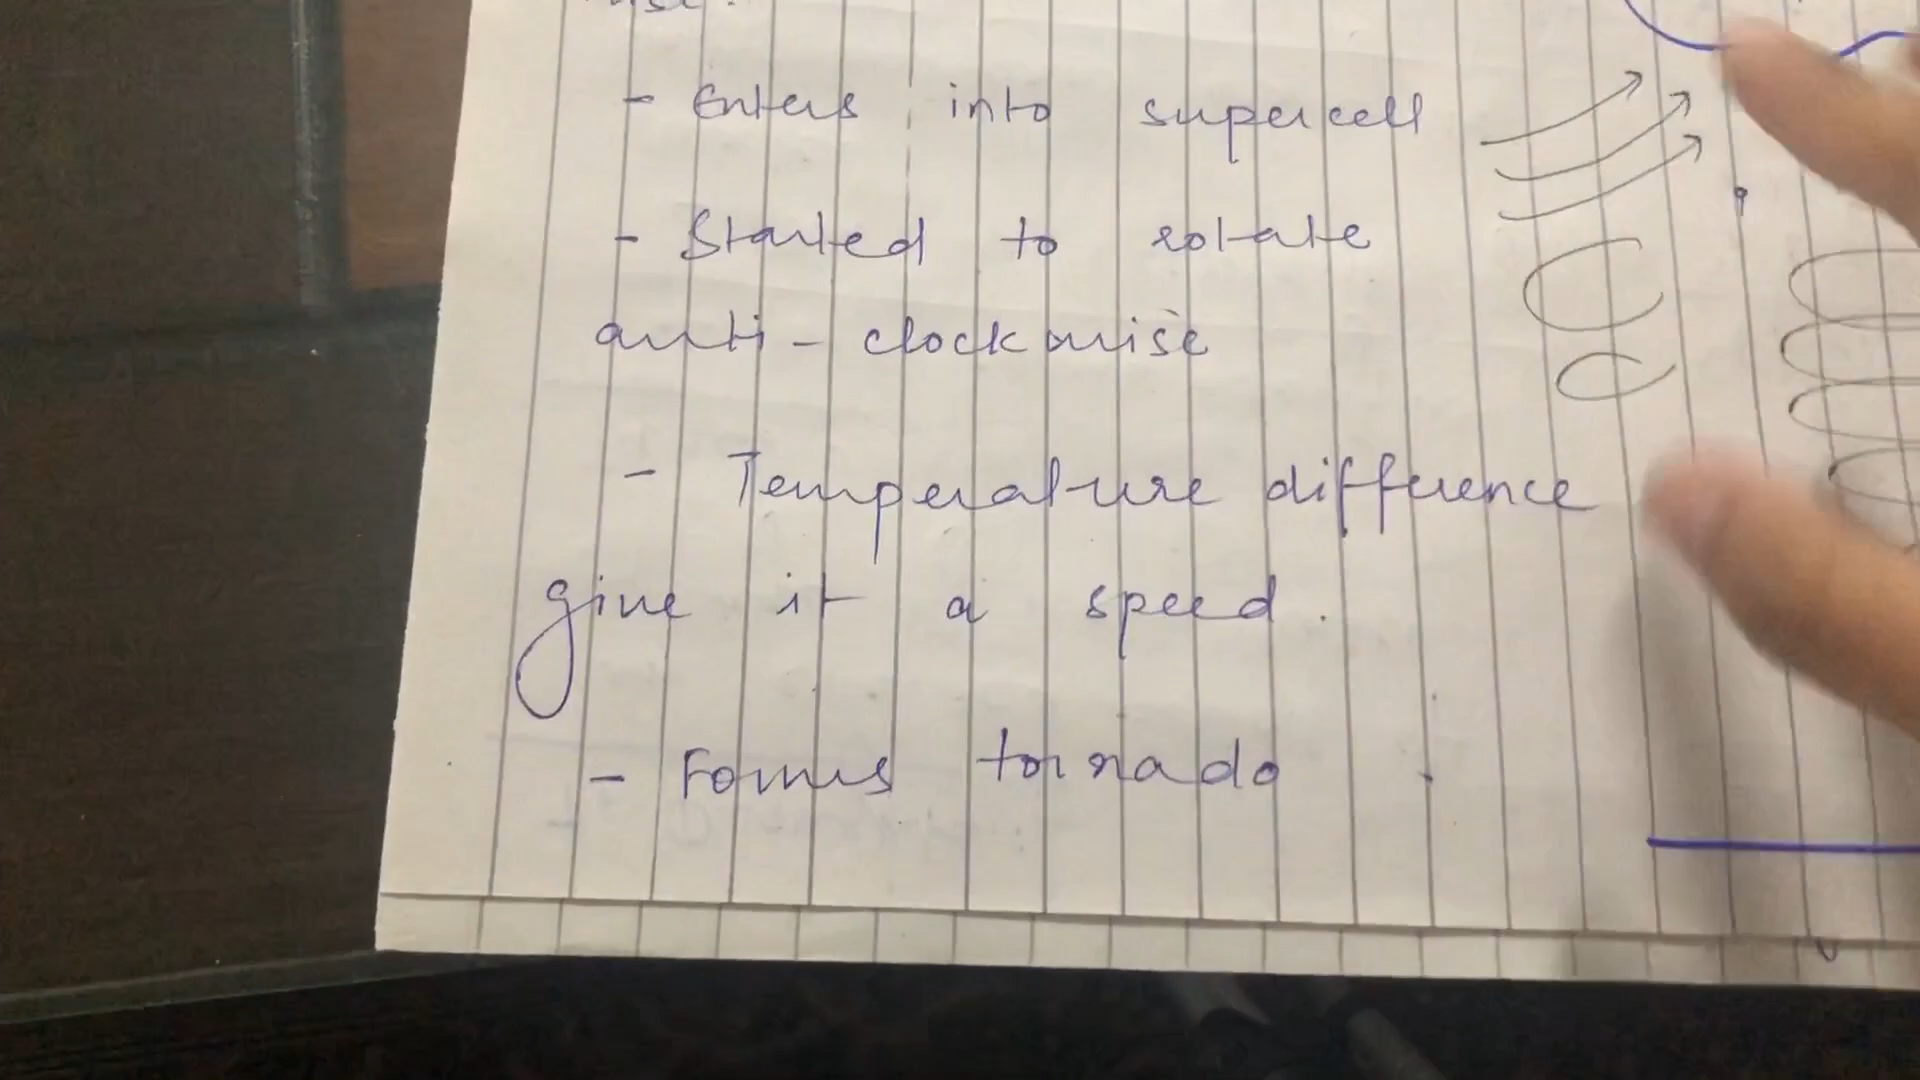 - Enters into supercell
- Started to rotate
anti-clockwise
- Temperature difference
give it a speed.
- Forms tornado